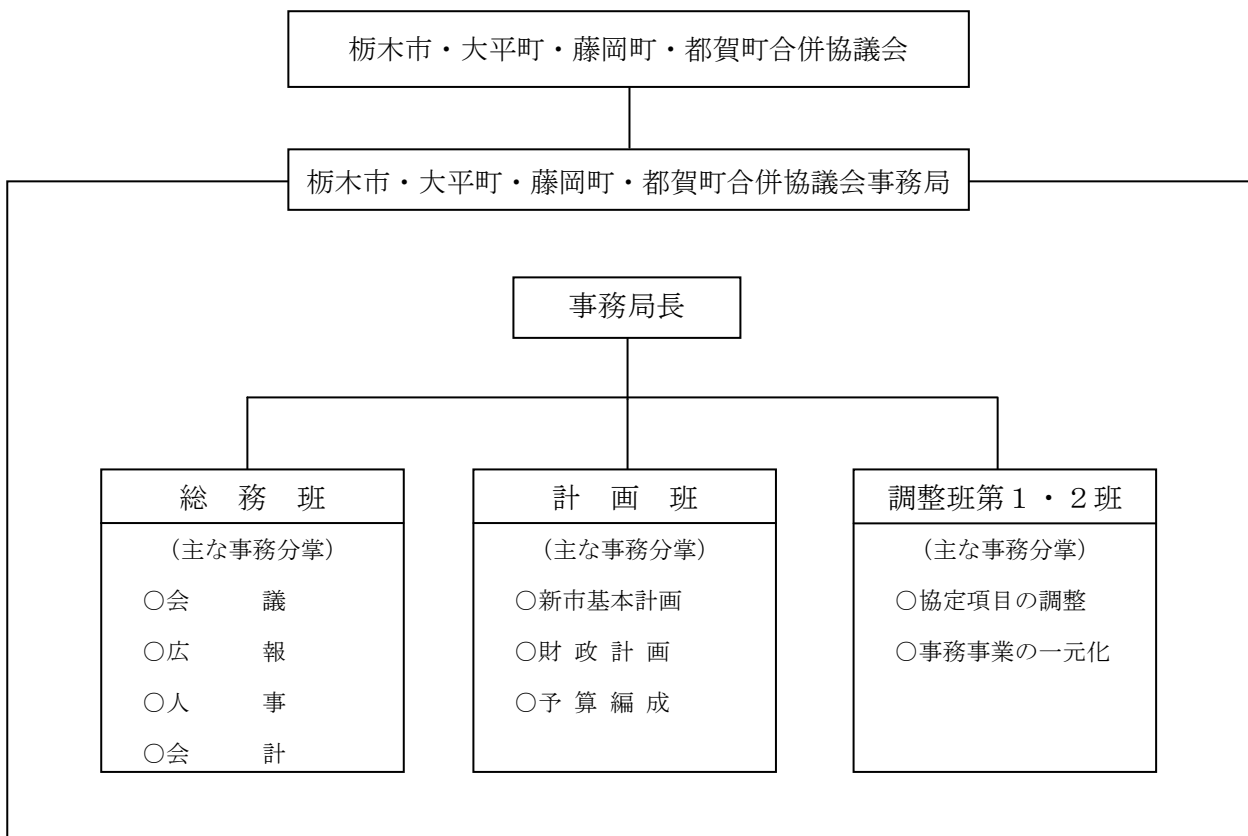 栃木市・大平町・藤岡町・都賀町合併協議会
栃木市・大平町・藤岡町・都賀町合併協議会事務局
事務局長
総　務　班
（主な事務分掌）
○会　　　議
○広　　　報
○人　　　事
○会　　　計
計　画　班
（主な事務分掌）
○新市基本計画
○財 政 計 画
○予 算 編 成
調整班第１・２班
（主な事務分掌）
○協定項目の調整
○事務事業の一元化